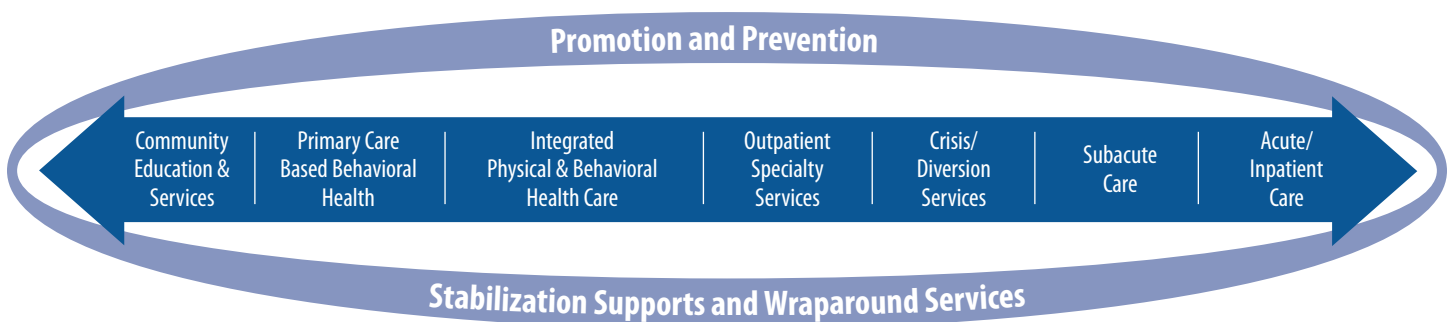 Promotion and Prevention
Community
Education &
Services
Primary Care
Based Behavioral
Health
Integrated
Physical & Behavioral
Health Care
Outpatient
Specialty
Services
Crisis/
Diversion
Services
Subacute
Care
Acute/
Inpatient
Care
Stabilization Supports and Wraparound Services